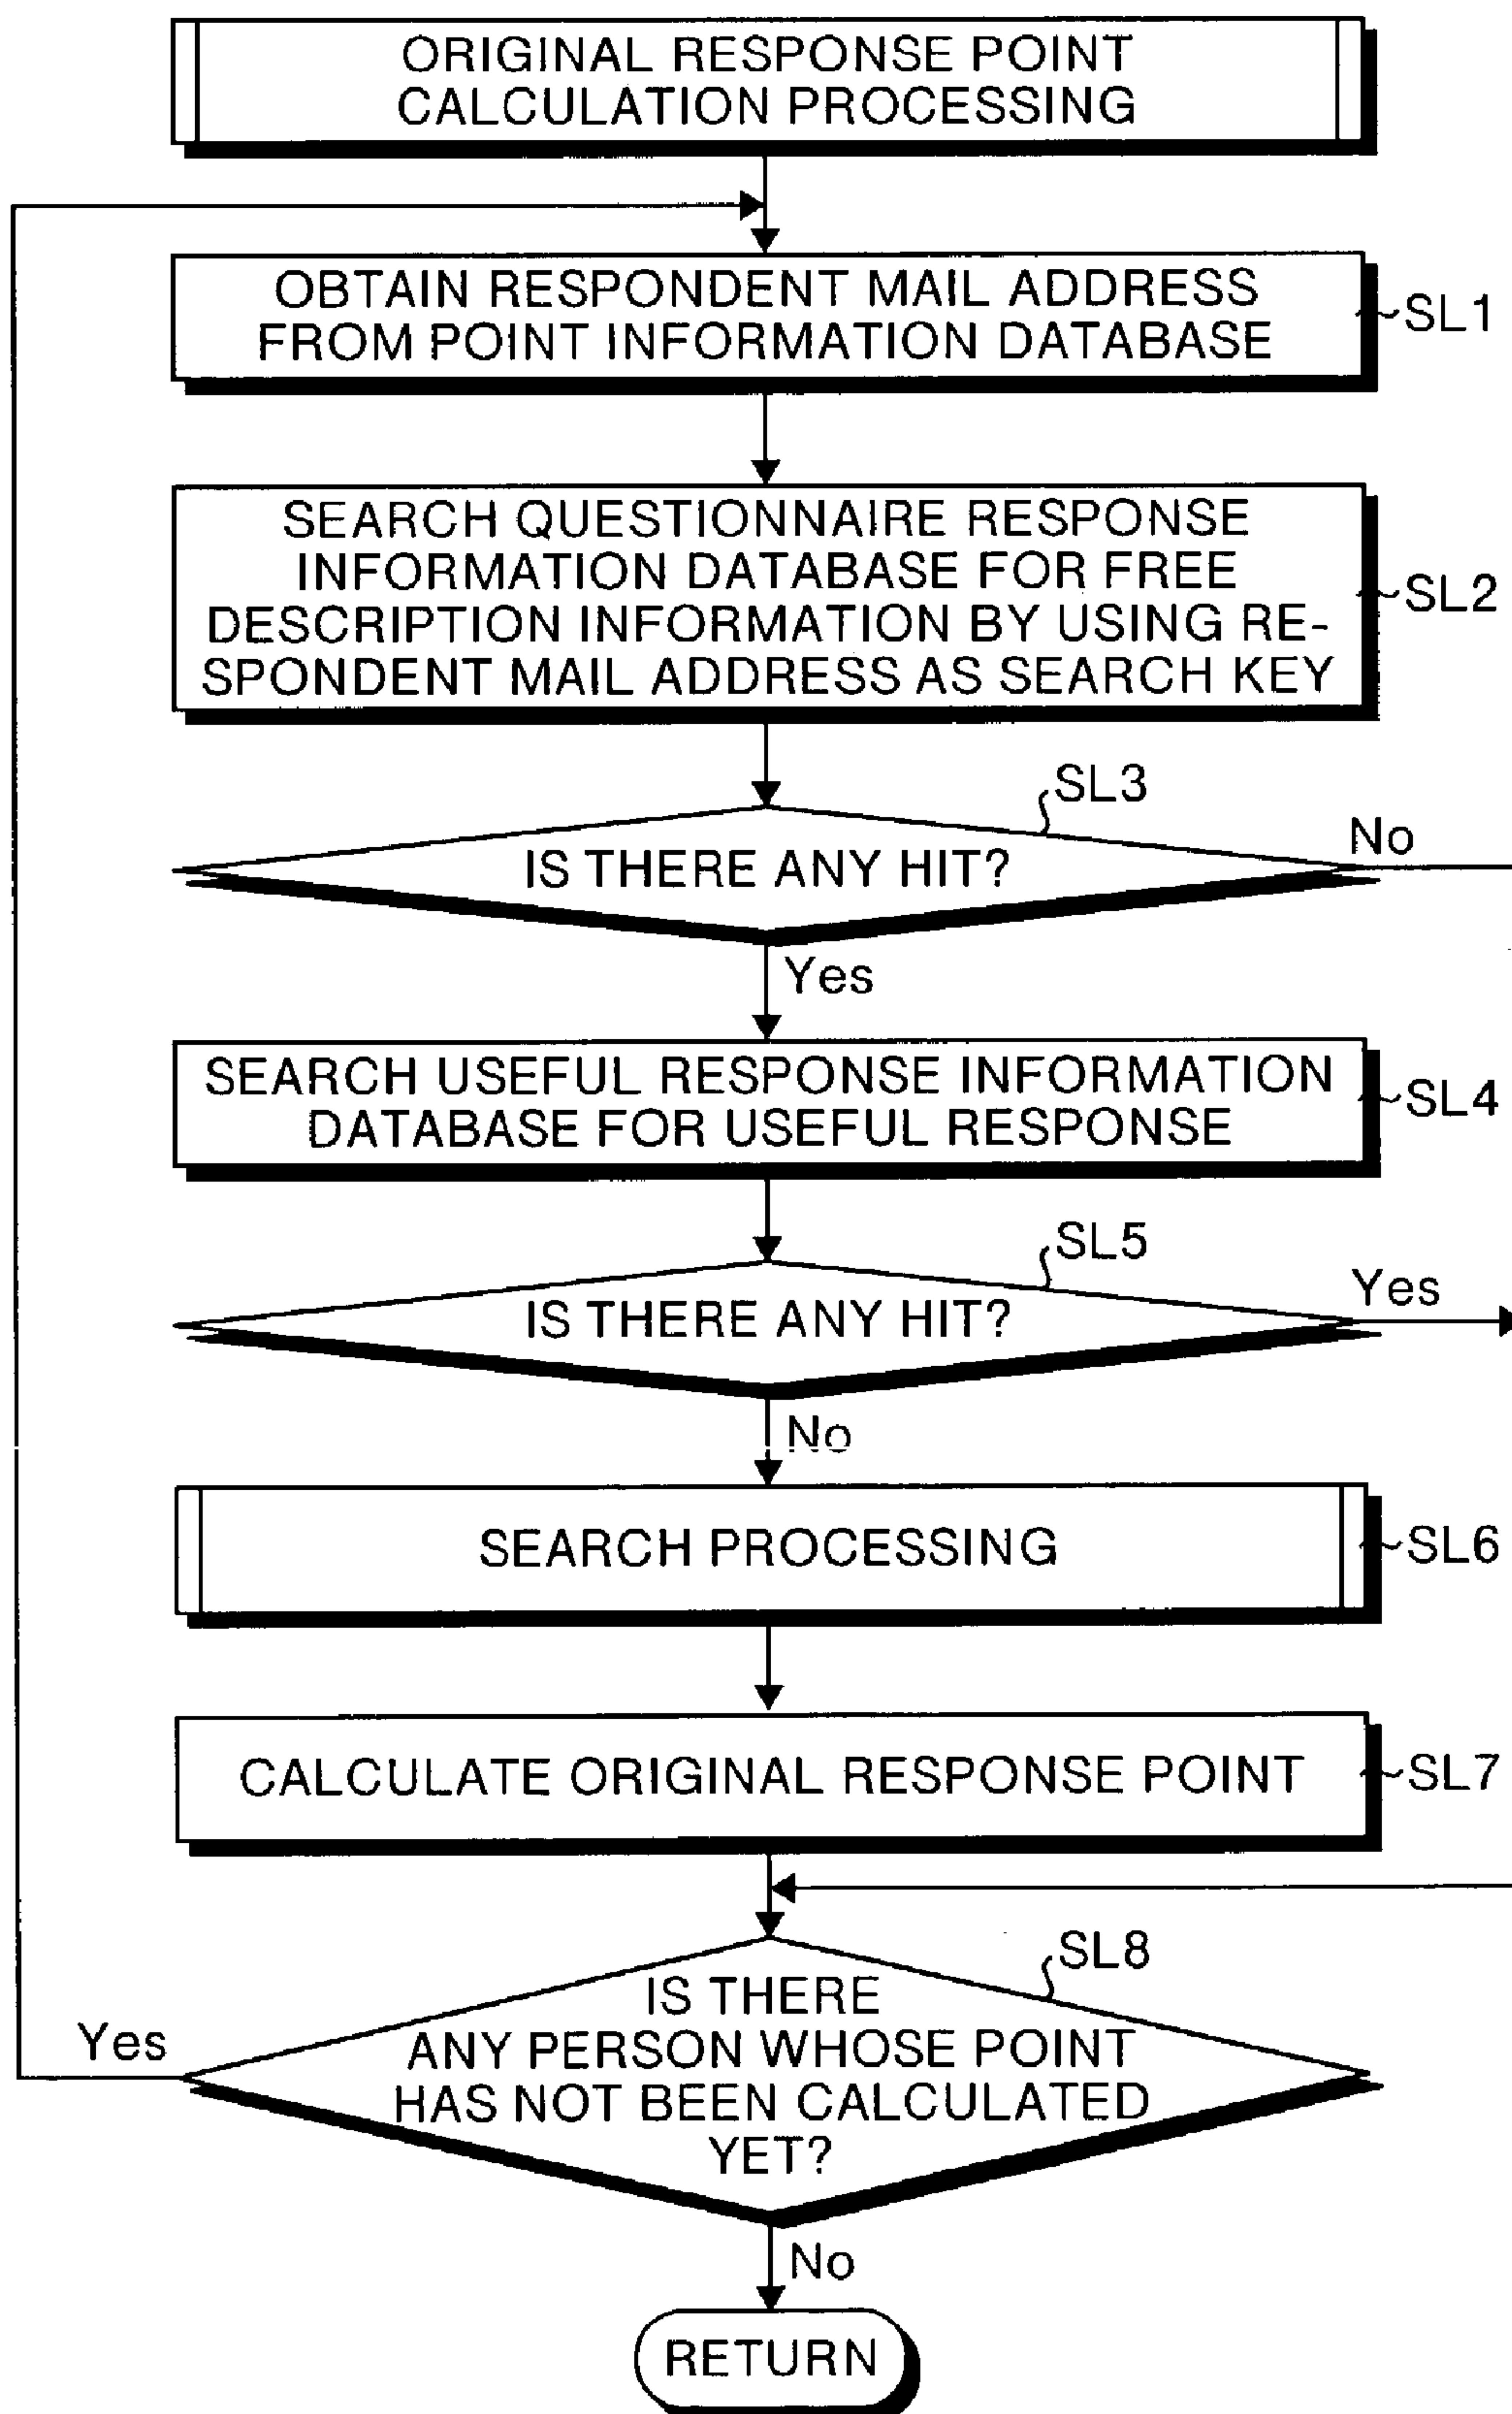 ORIGINAL RESPONSE POINT
CALCULATION PROCESSING
OBTAIN RESPONDENT MAIL ADDRESS
FROM POINT INFORMATION DATABASE
SL1
SEARCH QUESTIONNAIRE RESPONSE
INFORMATION DATABASE FOR FREE
DESCRIPTION INFORMATION BY USING RE-
SPONDENT MAIL ADDRESS AS SEARCH KEY
SL2
SL3
IS THERE ANY HIT?
No
Yes
SEARCH USEFUL RESPONSE INFORMATION
DATABASE FOR USEFUL RESPONSE
SL4
SL5
IS THERE ANY HIT?
Yes
No
SEARCH PROCESSING
SL6
CALCULATE ORIGINAL RESPONSE POINT
SL7
SL8
IS THERE
ANY PERSON WHOSE POINT
HAS NOT BEEN CALCULATED
YET?
Yes
No
RETURN